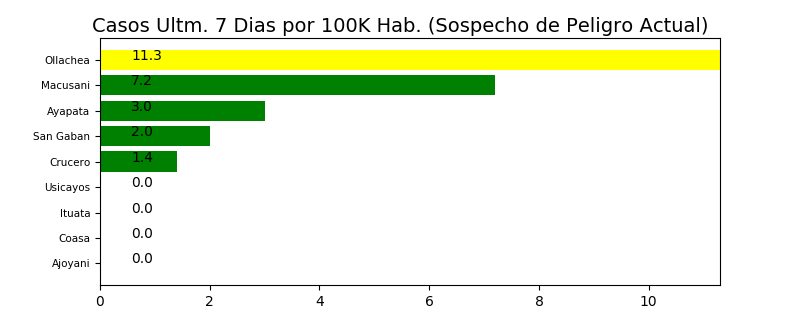 Casos Ultm. 7 Dias por 100K Hab. (Sospecho de Peligro Actual)
Ollachea 11.3
Macusani 7.2
Ayapata 3.0
San Gaban 2.0
Crucero 1.4
Usicayos 0.0
Ituata 0.0
Coasa 0.0
Ajoyani 0.0
0 2 4 6 8 10